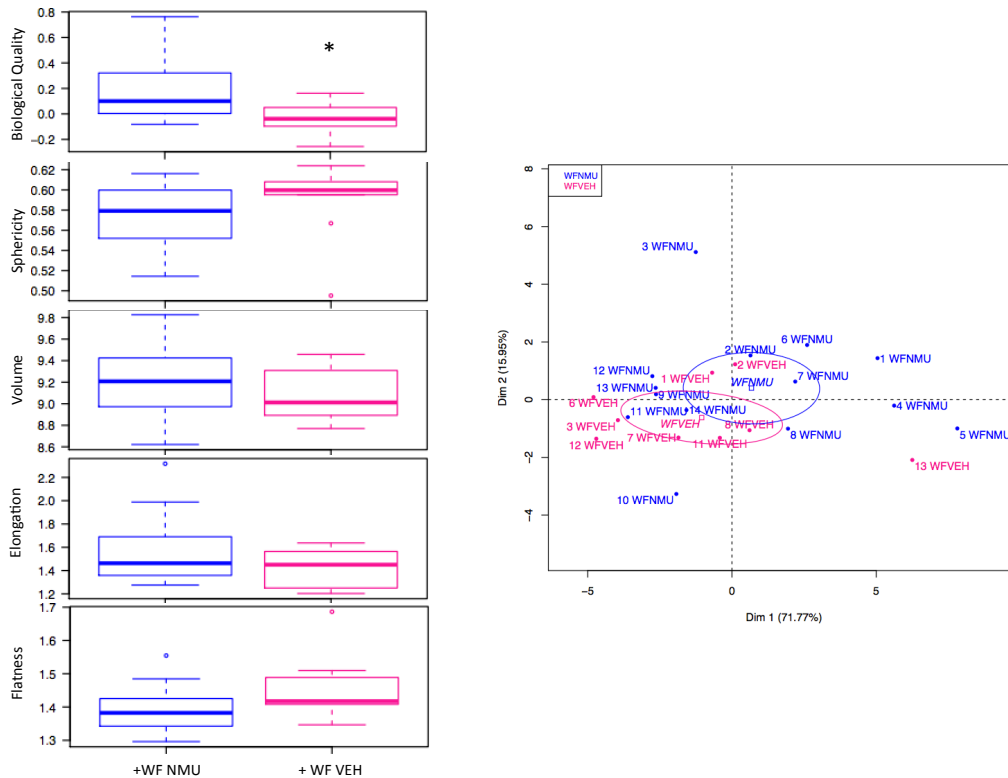 Biological Quality
0.8
0.6
0.4
0.2
0.0
−0.2
*
Sphericity
0.62
0.60
0.58
0.56
0.54
0.52
0.50
Volume
9.8
9.6
9.4
9.2
9.0
8.8
8.6
Elongation
2.2
2.0
1.8
1.6
1.4
1.2
Flatness
1.7
1.6
1.5
1.4
1.3
+WF NMU
+ WF VEH
WFNMU
WFVEH
Dim 2 (15.95%)
8
6
4
2
0
−2
−4
3 WFNMU
6 WFNMU
2 WFNMU
1 WFNMU
2 WFVEH
12 WFNMU
1 WFVEH
WFNMU
7 WFNMU
13 WFNMU
9 WFNMU
6 WFVEH
4 WFNMU
11 WFNMU
14 WFNMU
3 WFVEH
WFVEH
8 WFVEH
8 WFNMU
5 WFNMU
12 WFVEH
7 WFVEH
11 WFVEH
13 WFVEH
10 WFNMU
−5
0
5
Dim 1 (71.77%)